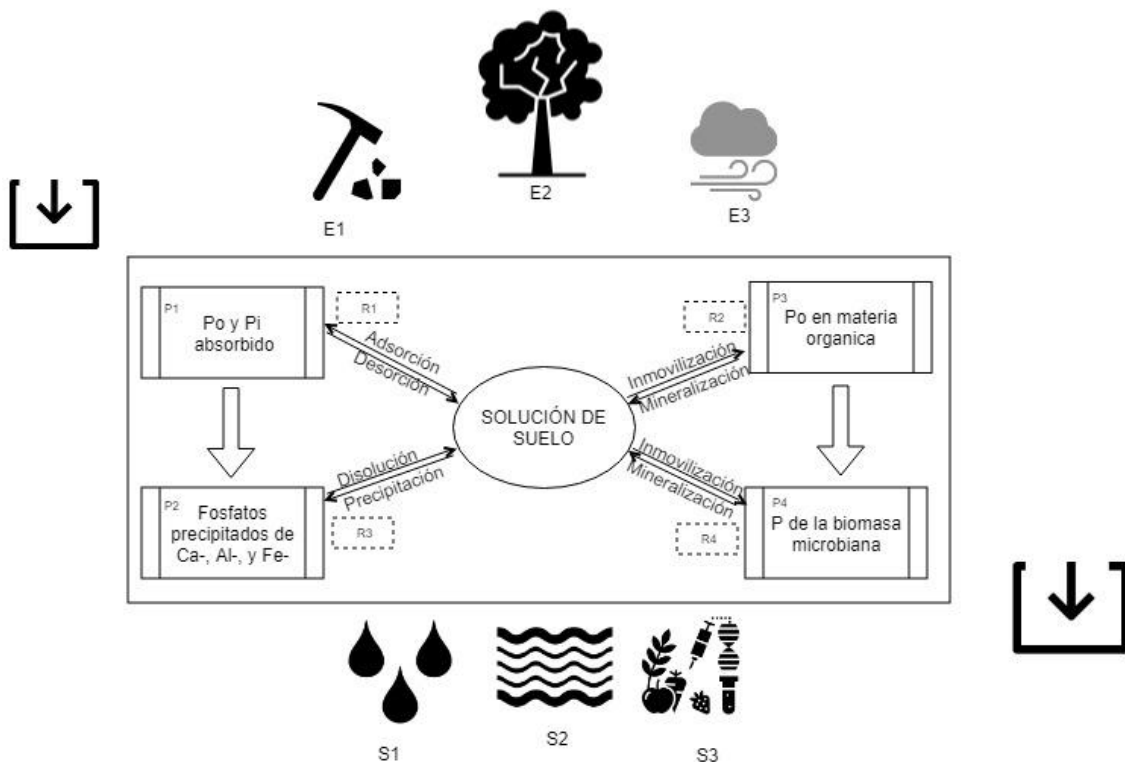 E2
E1
E3
P1
Po y Pi
absorbido
R1
Adsorción
Desorción
R2
Inmovilización
Mineralización
P3
Po en materia
organica
SOLUCIÓN DE
SUELO
P2
Fosfatos
precipitados de
Ca-, Al-, y Fe-
Disolución
Precipitación
R3
Inmovilización
Mineralización
R4
P4
P de la biomasa
microbiana
S1
S2
S3